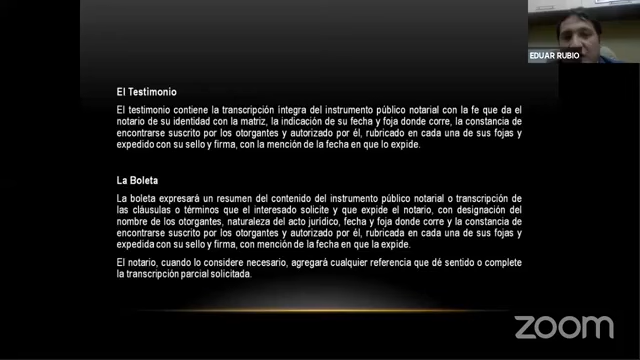 EDUAR RUBIO
El Testimonio
El testimonio contiene la transcripción íntegra del instrumento público notarial con la fe que da el
notario de su identidad con la matriz, la indicación de su fecha y foja donde corre, la constancia de
encontrarse suscrito por los otorgantes y autorizado por él, rubricado en cada una de sus fojas y
expedido con su sello y firma, con la mención de la fecha en que lo expide.
La Boleta
La boleta expresará un resumen del contenido del instrumento público notarial o transcripción de
las cláusulas o términos que el interesado solicite y que expide el notario, con designación del
nombre de los otorgantes, naturaleza del acto jurídico, fecha y foja donde corre y la constancia de
encontrarse suscrito por los otorgantes y autorizado por él, rubricada en cada una de sus fojas y
expedida con su sello y firma, con mención de la fecha en que la expide.
El notario, cuando lo considere necesario, agregará cualquier referencia que dé sentido o complete
la transcripción parcial solicitada.
zoom